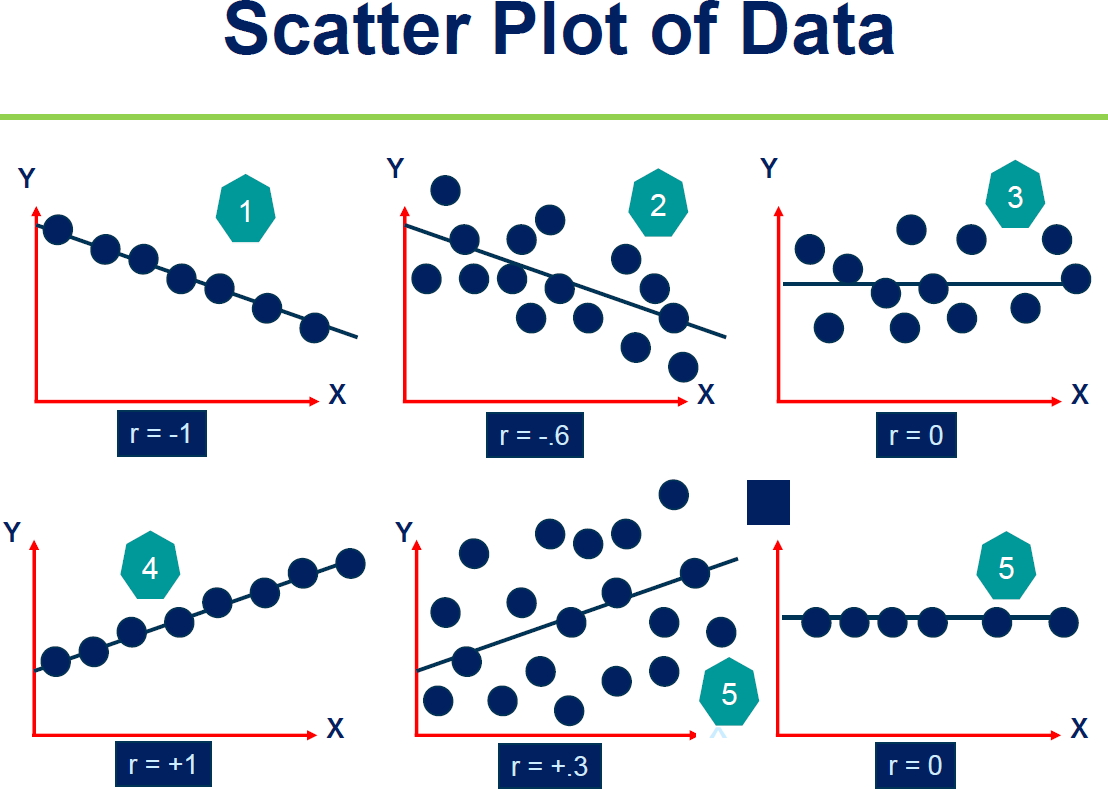 Scatter Plot of Data
Y
1
X
r = -1
Y
2
X
r = -.6
Y
3
X
r = 0
Y
4
X
r = +1
Y
5
X
r = +.3
5
X
r = 0